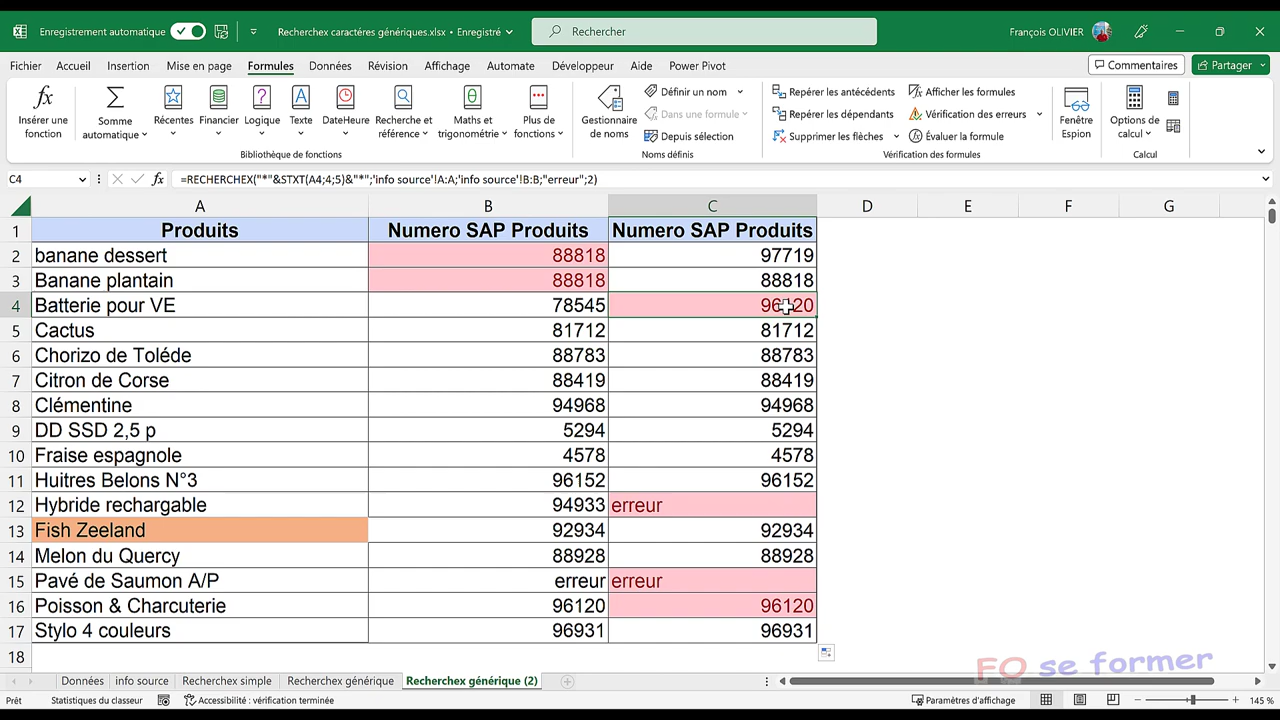 Enregistrement automatique
Recherchex caractéres génériques.xlsx • Enregistré
Rechercher
François OLIVIER
Fichier Accueil Insertion Mise en page Formules Données Révision Affichage Automate Développeur Aide Power Pivot
Commentaires
Partager
Insérer une fonction
Somme automatique
Récentes
Financier
Logique
Texte
DateHeure
Recherche et référence
Maths et trigonométrie
Plus de fonctions
Bibliothèque de fonctions
Gestionnaire de noms
Définir un nom
Dans une formule
Depuis sélection
Noms définis
Repérer les antécédents
Repérer les dépendants
Supprimer les flèches
Afficher les formules
Vérification des erreurs
Évaluer la formule
Vérification des formules
Fenêtre Espion
Options de calcul
Calcul
C4
fx
=RECHERCHEX("*"&STXT(A4;4;5)&"*";'info source'!A:A;'info source'!B:B;"erreur";2)
A B C D E F G
1 Produits Numero SAP Produits Numero SAP Produits
2 banane dessert 88818 97719
3 Banane plantain 88818 88818
4 Batterie pour VE 78545 96120
5 Cactus 81712 81712
6 Chorizo de Toléde 88783 88783
7 Citron de Corse 88419 88419
8 Clémentine 94968 94968
9 DD SSD 2,5 p 5294 5294
10 Fraise espagnole 4578 4578
11 Huitres Belons N°3 96152 96152
12 Hybride rechargable 94933 erreur
13 Fish Zeeland 92934 92934
14 Melon du Quercy 88928 88928
15 Pavé de Saumon A/P erreur erreur
16 Poisson & Charcuterie 96120 96120
17 Stylo 4 couleurs 96931 96931
18
FO se former
Données info source Recherchex simple Recherchex générique Recherchex générique (2)
Prêt Statistiques du classeur Accessibilité : vérification terminée Paramètres d'affichage 145 %